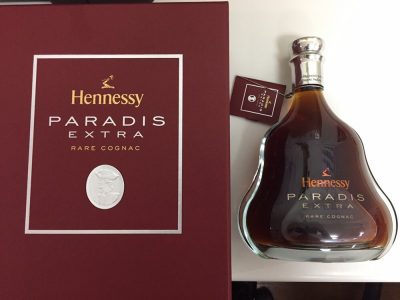 Hennessy
PARADIS
EXTRA
RARE COGNAC
Hennessy
PARADIS
EXTRA
RARE COGNAC